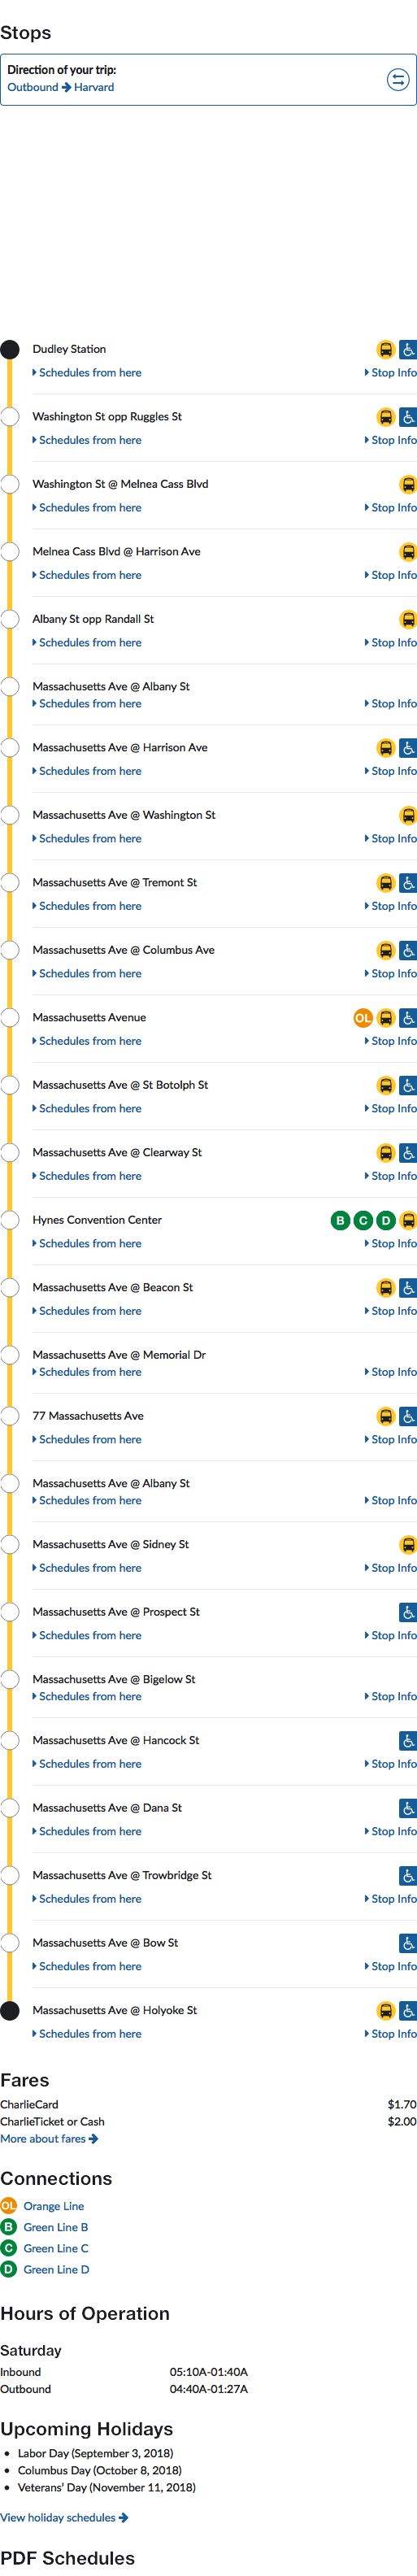 Stops
Direction of your trip:
Outbound → Harvard
Dudley Station
Schedules from here Stop Info
Washington St opp Ruggles St
Schedules from here Stop Info
Washington St @ Melnea Cass Blvd
Schedules from here Stop Info
Melnea Cass Blvd @ Harrison Ave
Schedules from here Stop Info
Albany St opp Randall St
Schedules from here Stop Info
Massachusetts Ave @ Albany St
Schedules from here Stop Info
Massachusetts Ave @ Harrison Ave
Schedules from here Stop Info
Massachusetts Ave @ Washington St
Schedules from here Stop Info
Massachusetts Ave @ Tremont St
Schedules from here Stop Info
Massachusetts Ave @ Columbus Ave
Schedules from here Stop Info
Massachusetts Avenue OL
Schedules from here Stop Info
Massachusetts Ave @ St Botolph St
Schedules from here Stop Info
Massachusetts Ave @ Clearway St
Schedules from here Stop Info
Hynes Convention Center B C D
Schedules from here Stop Info
Massachusetts Ave @ Beacon St
Schedules from here Stop Info
Massachusetts Ave @ Memorial Dr
Schedules from here Stop Info
77 Massachusetts Ave
Schedules from here Stop Info
Massachusetts Ave @ Albany St
Schedules from here Stop Info
Massachusetts Ave @ Sidney St
Schedules from here Stop Info
Massachusetts Ave @ Prospect St
Schedules from here Stop Info
Massachusetts Ave @ Bigelow St
Schedules from here Stop Info
Massachusetts Ave @ Hancock St
Schedules from here Stop Info
Massachusetts Ave @ Dana St
Schedules from here Stop Info
Massachusetts Ave @ Trowbridge St
Schedules from here Stop Info
Massachusetts Ave @ Bow St
Schedules from here Stop Info
Massachusetts Ave @ Holyoke St
Schedules from here Stop Info
Fares
CharlieCard $1.70
CharlieTicket or Cash $2.00
More about fares →
Connections
OL Orange Line
B Green Line B
C Green Line C
D Green Line D
Hours of Operation
Saturday
Inbound 05:10A-01:40A
Outbound 04:40A-01:27A
Upcoming Holidays
• Labor Day (September 3, 2018)
• Columbus Day (October 8, 2018)
• Veterans’ Day (November 11, 2018)
View holiday schedules →
PDF Schedules